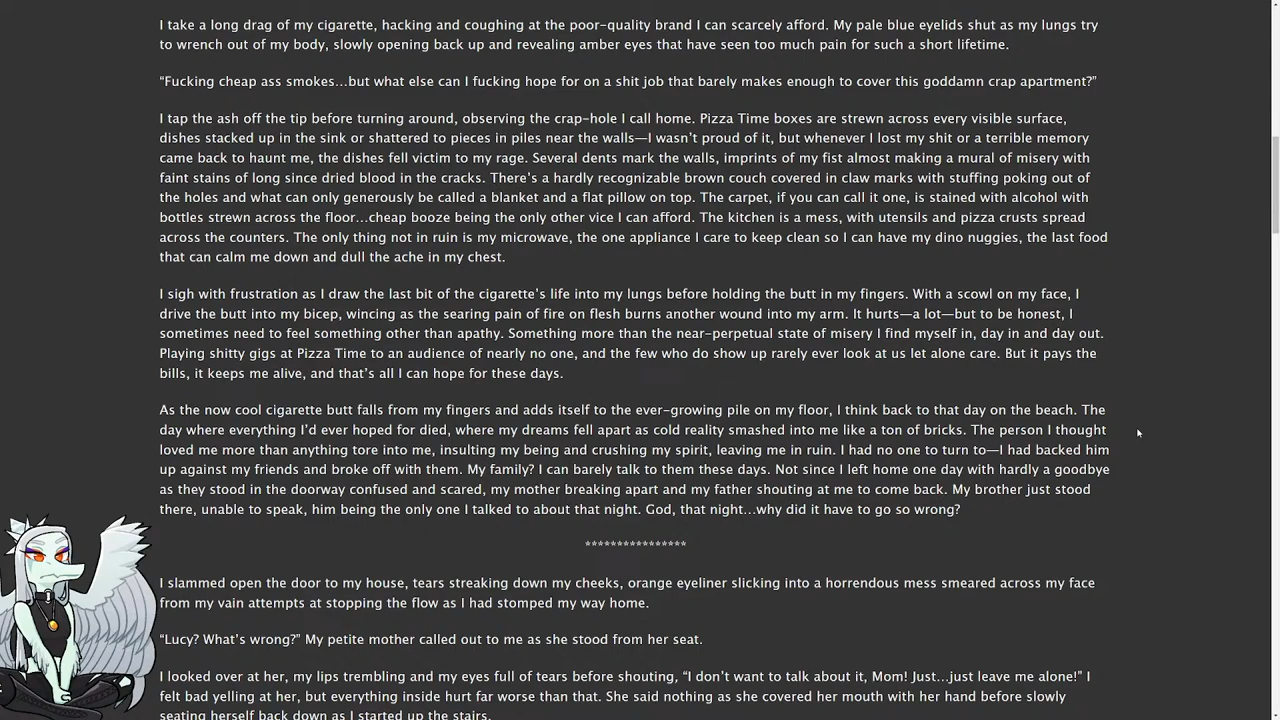 I take a long drag of my cigarette, hacking and coughing at the poor-quality brand I can scarcely afford. My pale blue eyelids shut as my lungs try
to wrench out of my body, slowly opening back up and revealing amber eyes that have seen too much pain for such a short lifetime.
“Fucking cheap ass smokes…but what else can I fucking hope for on a shit job that barely makes enough to cover this goddamn crap apartment?”
I tap the ash off the tip before turning around, observing the crap-hole I call home. Pizza Time boxes are strewn across every visible surface,
dishes stacked up in the sink or shattered to pieces in piles near the walls—I wasn’t proud of it, but whenever I lost my shit or a terrible memory
came back to haunt me, the dishes fell victim to my rage. Several dents mark the walls, imprints of my fist almost making a mural of misery with
faint stains of long since dried blood in the cracks. There’s a hardly recognizable brown couch covered in claw marks with stuffing poking out of
the holes and what can only generously be called a blanket and a flat pillow on top. The carpet, if you can call it one, is stained with alcohol with
bottles strewn across the floor…cheap booze being the only other vice I can afford. The kitchen is a mess, with utensils and pizza crusts spread
across the counters. The only thing not in ruin is my microwave, the one appliance I care to keep clean so I can have my dino nuggies, the last food
that can calm me down and dull the ache in my chest.
I sigh with frustration as I draw the last bit of the cigarette’s life into my lungs before holding the butt in my fingers. With a scowl on my face, I
drive the butt into my bicep, wincing as the searing pain of fire on flesh burns another wound into my arm. It hurts—a lot—but to be honest, I
sometimes need to feel something other than apathy. Something more than the near-perpetual state of misery I find myself in, day in and day out.
Playing shitty gigs at Pizza Time to an audience of nearly no one, and the few who do show up rarely ever look at us let alone care. But it pays the
bills, it keeps me alive, and that’s all I can hope for these days.
As the now cool cigarette butt falls from my fingers and adds itself to the ever-growing pile on my floor, I think back to that day on the beach. The
day where everything I’d ever hoped for died, where my dreams fell apart as cold reality smashed into me like a ton of bricks. The person I thought
loved me more than anything tore into me, insulting my being and crushing my spirit, leaving me in ruin. I had no one to turn to—I had backed him
up against my friends and broke off with them. My family? I can barely talk to them these days. Not since I left home one day with hardly a goodbye
as they stood in the doorway confused and scared, my mother breaking apart and my father shouting at me to come back. My brother just stood
there, unable to speak, him being the only one I talked to about that night. God, that night…why did it have to go so wrong?
****************
I slammed open the door to my house, tears streaking down my cheeks, orange eyeliner slicking into a horrendous mess smeared across my face
from my vain attempts at stopping the flow as I had stomped my way home.
“Lucy? What’s wrong?” My petite mother called out to me as she stood from her seat.
I looked over at her, my lips trembling and my eyes full of tears before shouting, “I don’t want to talk about it, Mom! Just…just leave me alone!” I
felt bad yelling at her, but everything inside hurt far worse than that. She said nothing as she covered her mouth with her hand before slowly
seating herself back down as I started up the stairs.